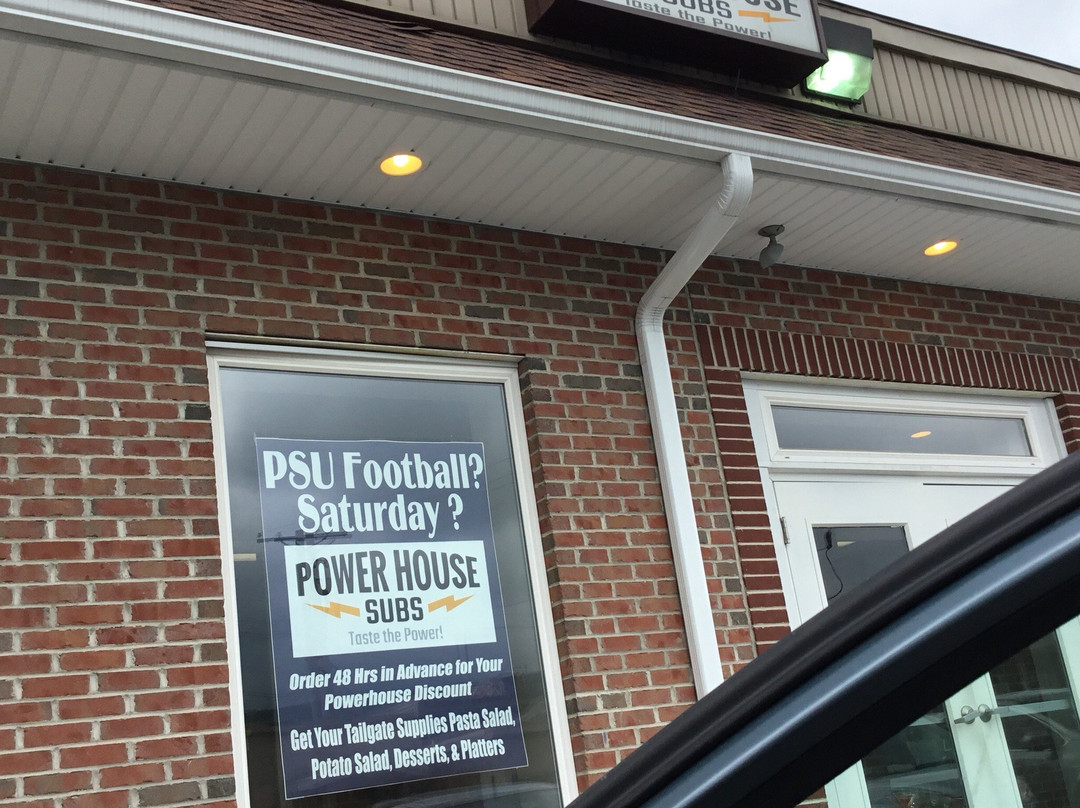 SUBS
Taste the Power!
PSU Football?
Saturday ?
POWER HOUSE
SUBS
Taste the Power!
Order 48 Hrs in Advance for Your
Powerhouse Discount
Get Your Tailgate Supplies Pasta Salad,
Potato Salad, Desserts, & Platters